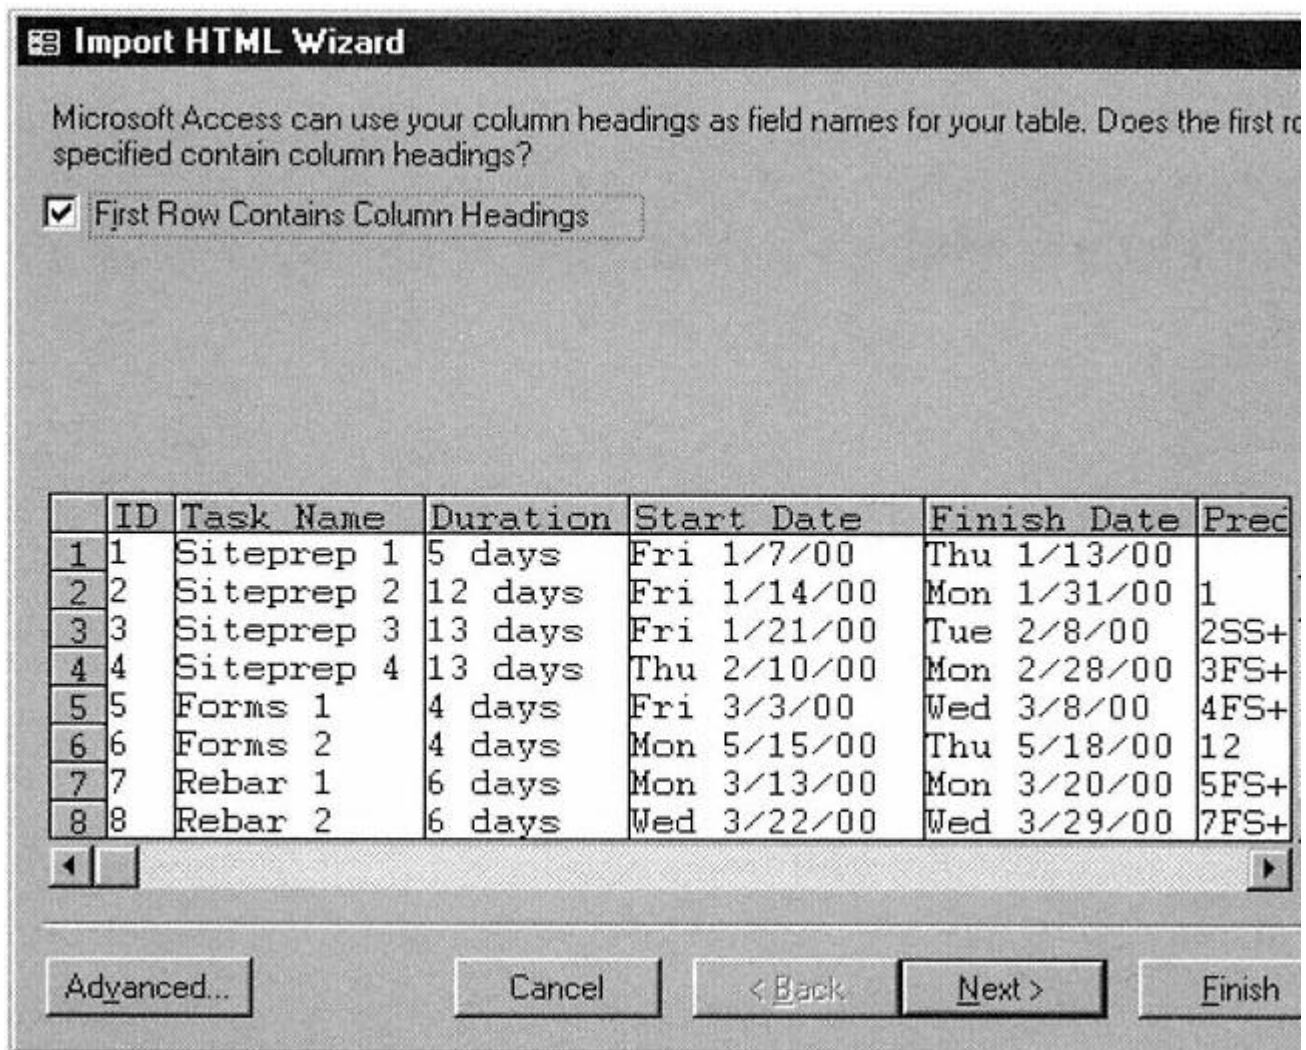 Import HTML Wizard
Microsoft Access can use your column headings as field names for your table. Does the first
specified contain column headings?
First Row Contains Column Headings
ID Task Name Duration Start Date Finish Date Pred
1 1 Siteprep 1 5 days Fri 1/7/00 Thu 1/13/00
2 2 Siteprep 2 12 days Fri 1/14/00 Mon 1/31/00 1
3 3 Siteprep 3 13 days Fri 1/21/00 Tue 2/8/00 2SS+
4 4 Siteprep 4 13 days Thu 2/10/00 Mon 2/28/00 3FS+
5 5 Forms 1 4 days Fri 3/3/00 Wed 3/8/00 4FS+
6 6 Forms 2 4 days Mon 5/15/00 Thu 5/18/00 12
7 7 Rebar 1 6 days Mon 3/13/00 Mon 3/20/00 5FS+
8 8 Rebar 2 6 days Wed 3/22/00 Wed 3/29/00 7FS+
Advanced... Cancel < Back Next > Finish